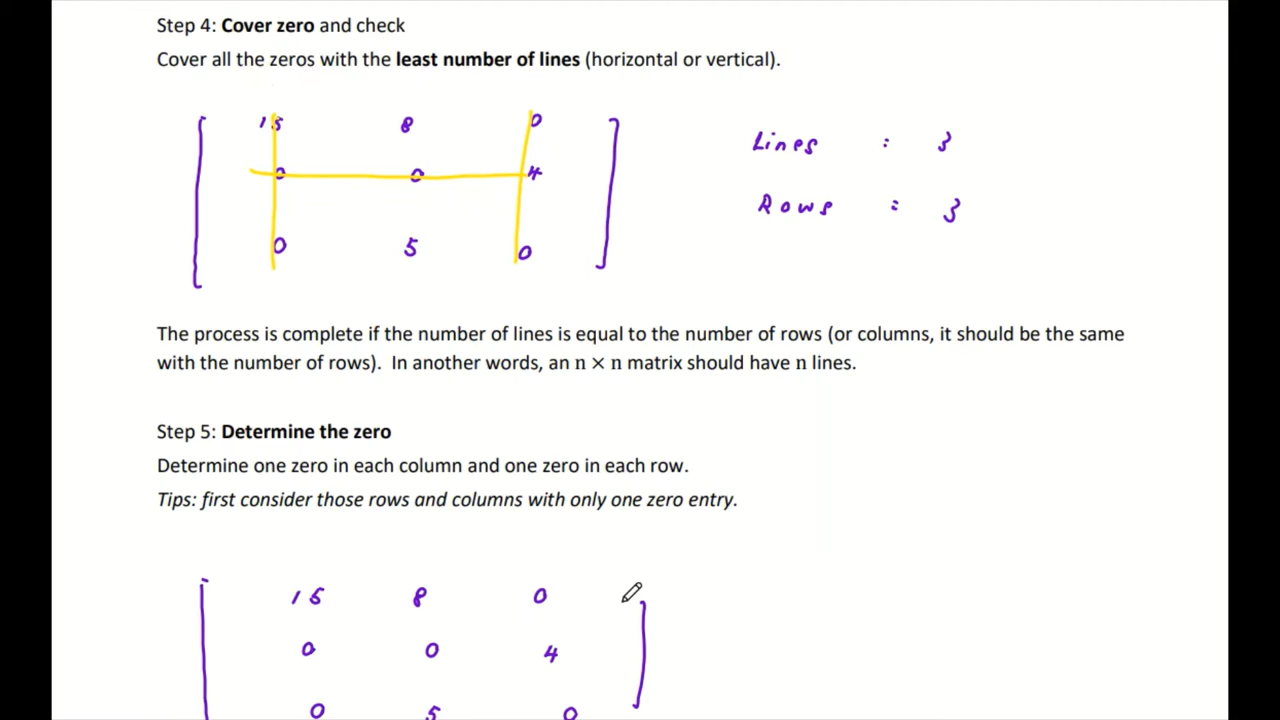 Step 4: Cover zero and check
Cover all the zeros with the least number of lines (horizontal or vertical).
15 8 0
Lines : 3
0 0 4
Rows : 3
0 5 0
The process is complete if the number of lines is equal to the number of rows (or columns, it should be the same
with the number of rows). In another words, an n × n matrix should have n lines.
Step 5: Determine the zero
Determine one zero in each column and one zero in each row.
Tips: first consider those rows and columns with only one zero entry.
15 8 0
0 0 4
0 5 0